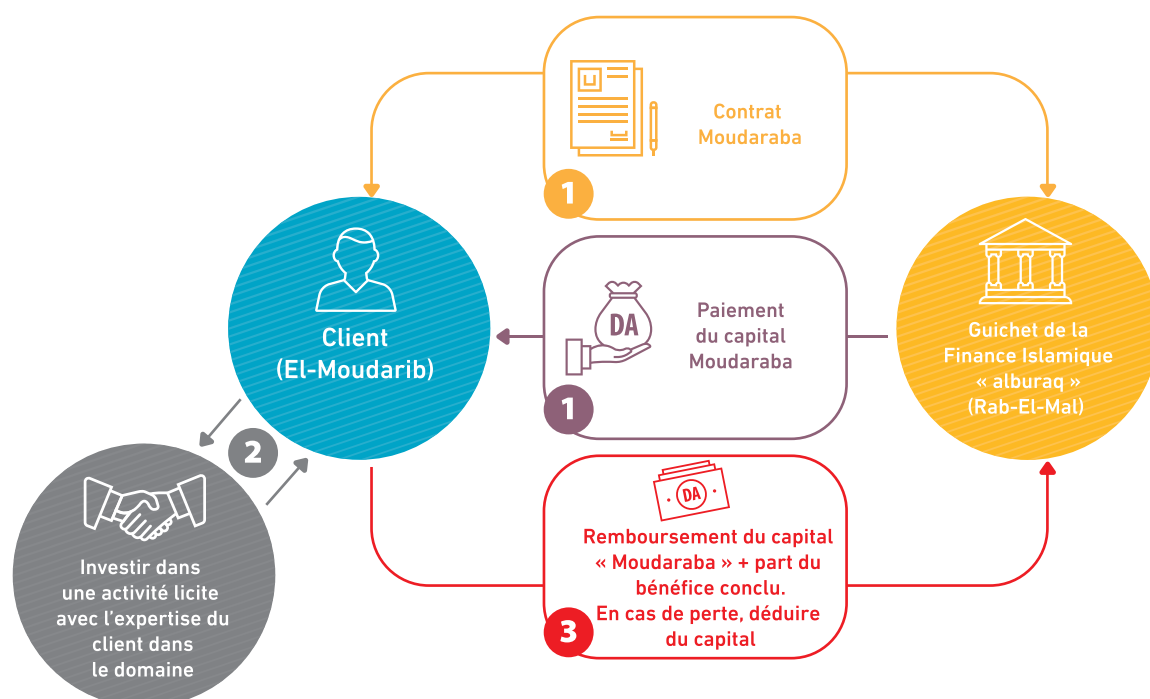 Contrat
Moudaraba
1
Client
(El-Moudarib)
DA
Paiement
du capital
Moudaraba
1
Guichet de la
Finance Islamique
« alburaq »
(Rab-El-Mal)
2
Investir dans
une activité licite
avec l’expertise du
client dans
le domaine
DA
Remboursement du capital
« Moudaraba » + part du
bénéfice conclu.
En cas de perte, déduire
du capital
3